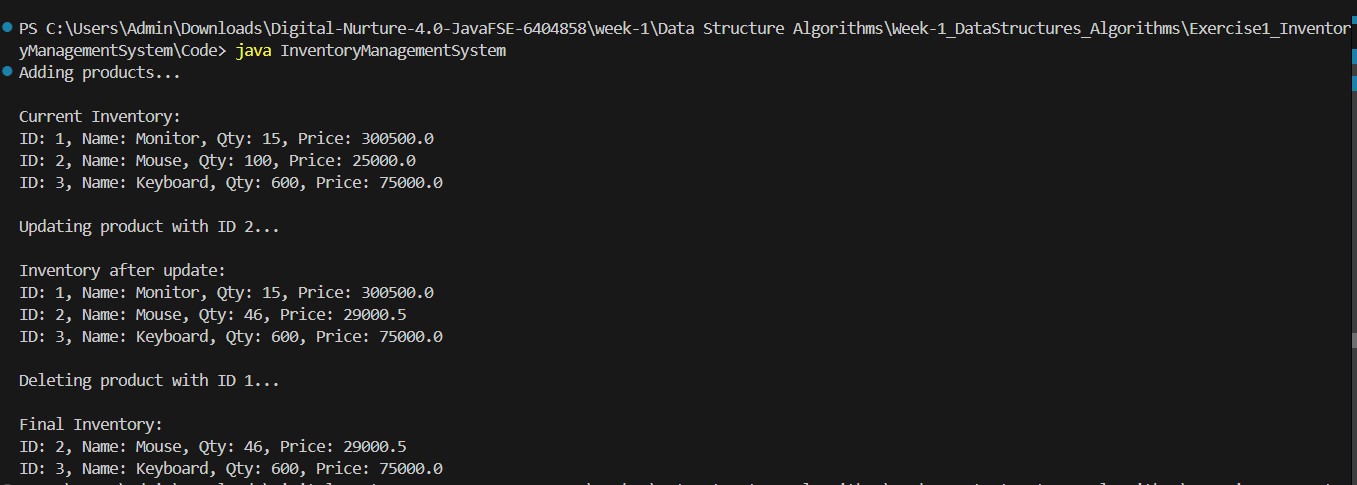 PS C:\Users\Admin\Downloads\Digital-Nurture-4.0-JavaFSE-6404858\week-1\Data Structure Algorithms\Week-1_DataStructures_Algorithms\Exercise1_Inventor
yManagementSystem\Code> java InventoryManagementSystem
Adding products...
Current Inventory:
ID: 1, Name: Monitor, Qty: 15, Price: 300500.0
ID: 2, Name: Mouse, Qty: 100, Price: 25000.0
ID: 3, Name: Keyboard, Qty: 600, Price: 75000.0
Updating product with ID 2...
Inventory after update:
ID: 1, Name: Monitor, Qty: 15, Price: 300500.0
ID: 2, Name: Mouse, Qty: 46, Price: 29000.5
ID: 3, Name: Keyboard, Qty: 600, Price: 75000.0
Deleting product with ID 1...
Final Inventory:
ID: 2, Name: Mouse, Qty: 46, Price: 29000.5
ID: 3, Name: Keyboard, Qty: 600, Price: 75000.0